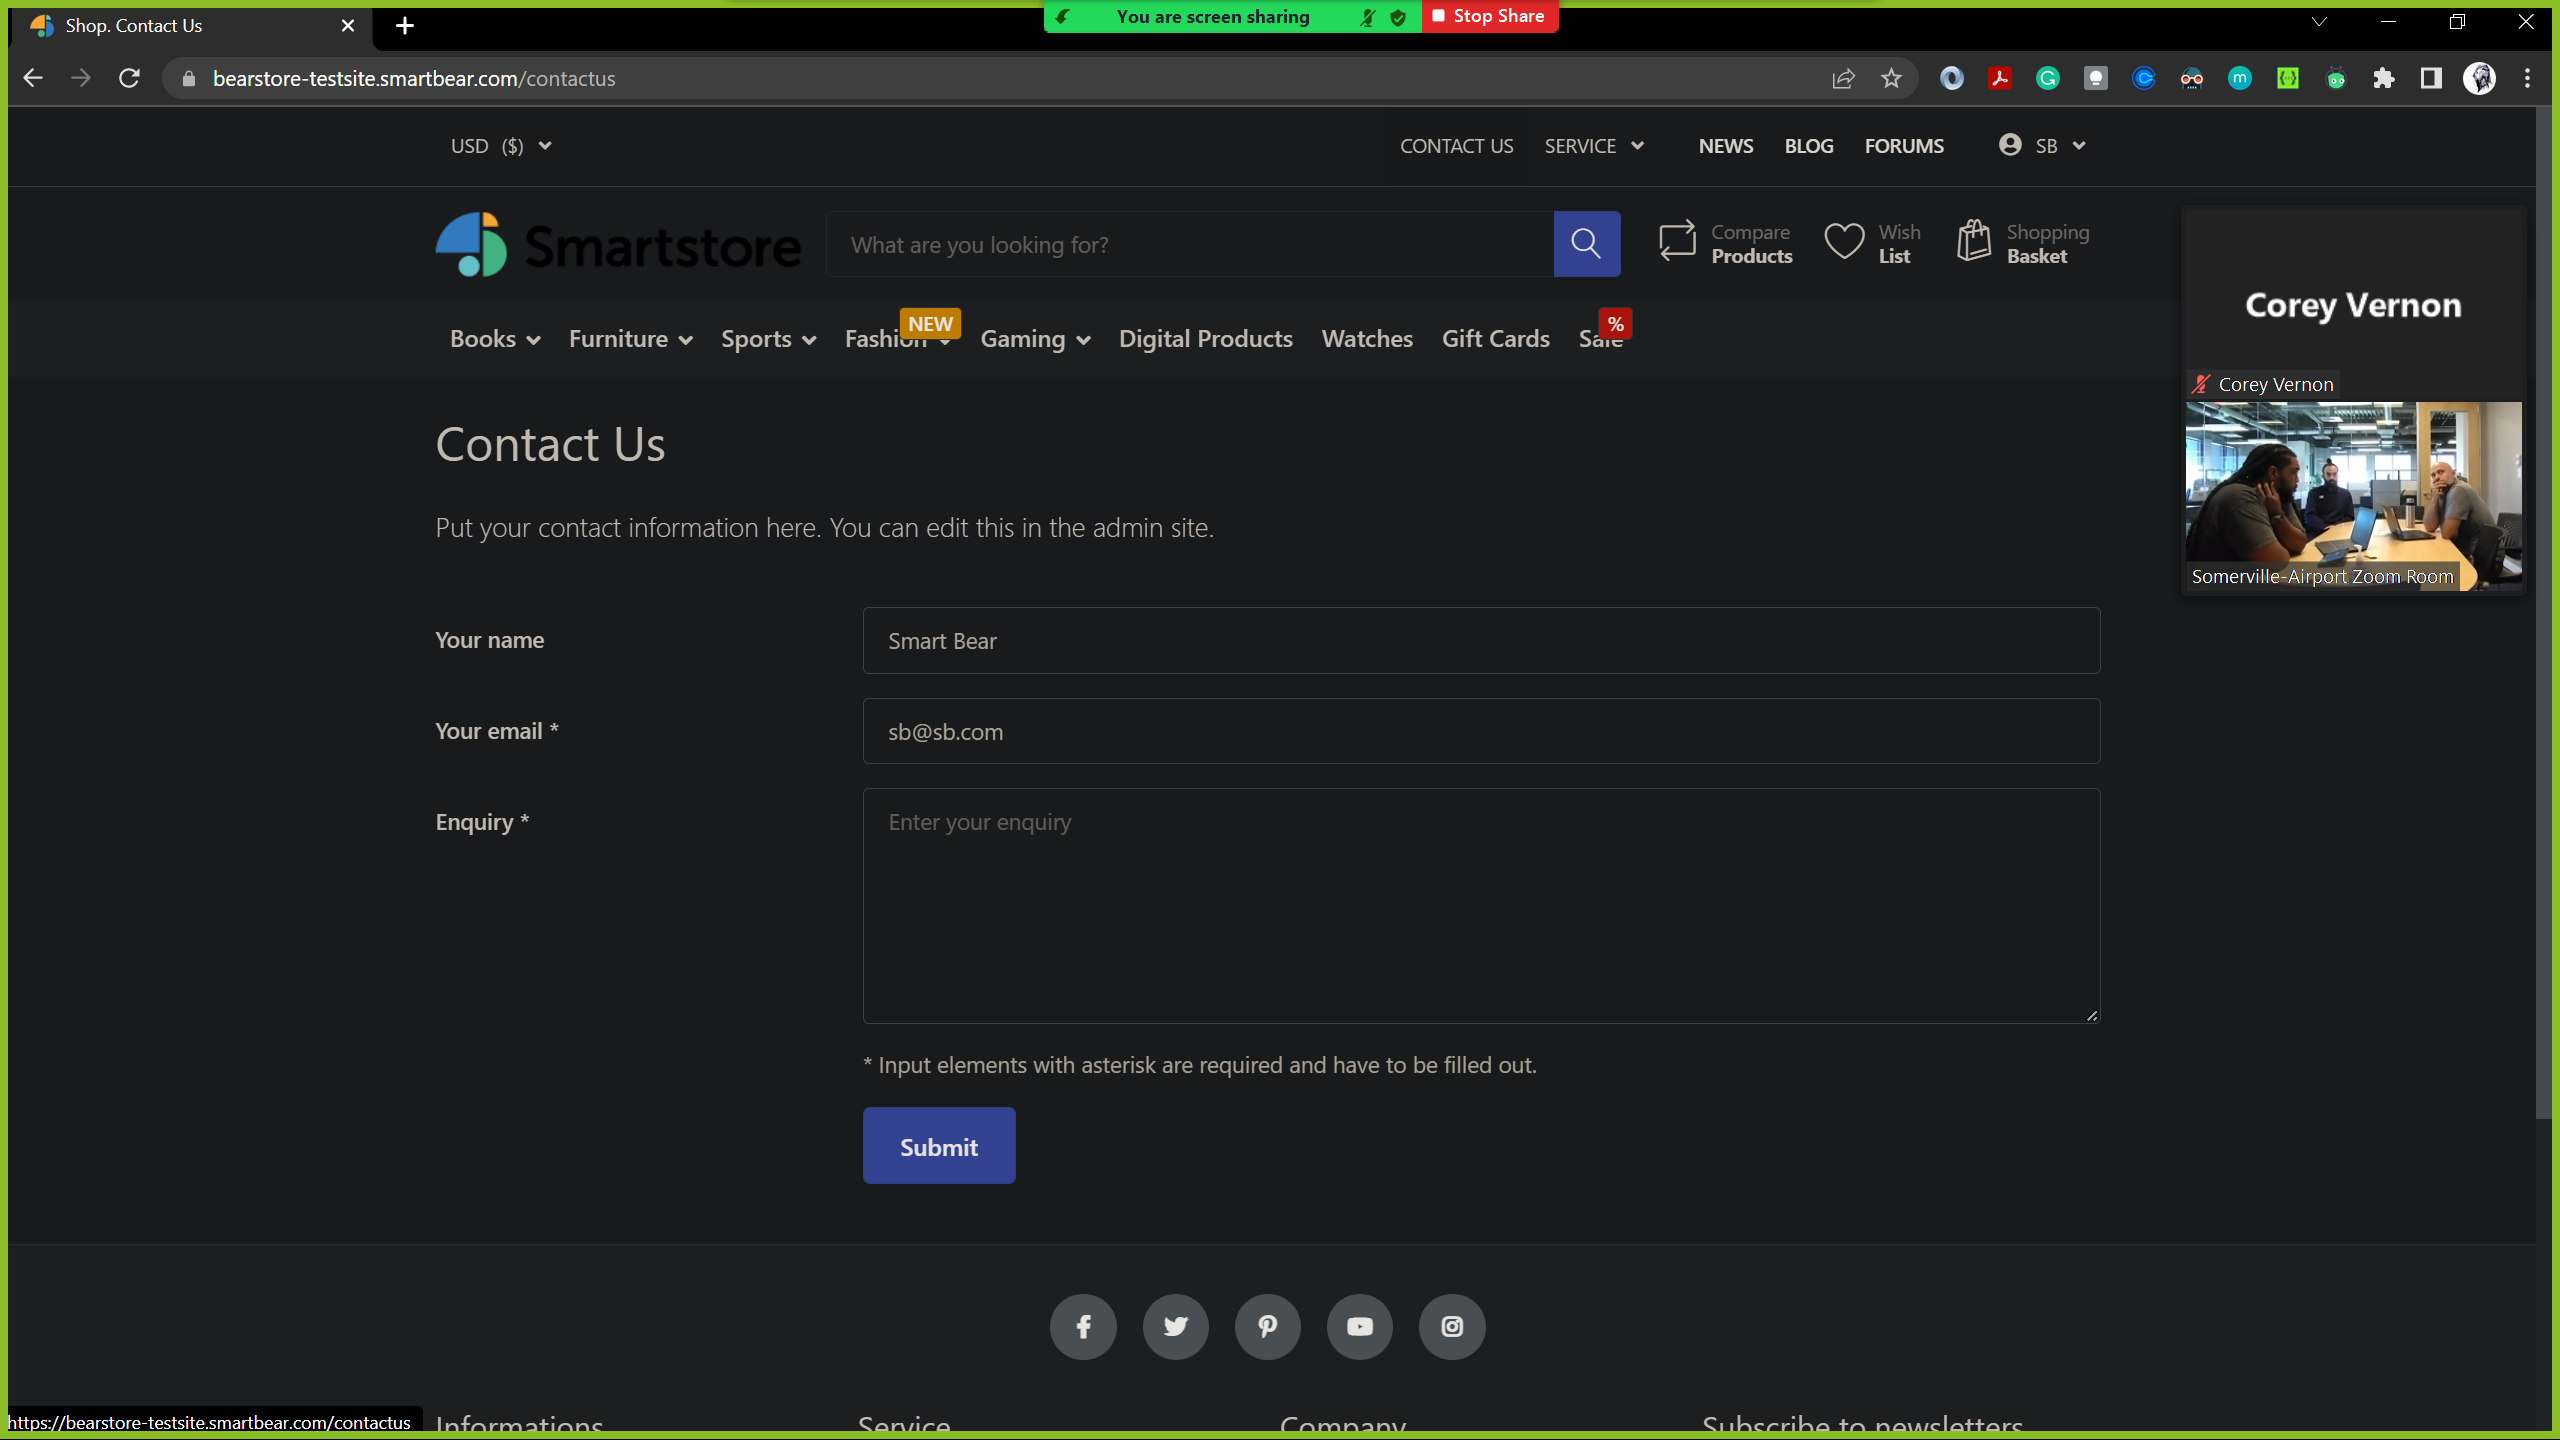 Shop. Contact Us
You are screen sharing
Stop Share
bearstore-testsite.smartbear.com/contactus
USD ($)
CONTACT US
SERVICE
NEWS
BLOG
FORUMS
SB
Smartstore
What are you looking for?
Compare
Products
Wish
List
Shopping
Basket
Corey Vernon
Corey Vernon
Somerville-Airport Zoom Room
Books
Furniture
Sports
Fashion
NEW
Gaming
Digital Products
Watches
Gift Cards
Sale
%
Contact Us
Put your contact information here. You can edit this in the admin site.
Your name
Smart Bear
Your email *
sb@sb.com
Enquiry *
Enter your enquiry
* Input elements with asterisk are required and have to be filled out.
Submit
https://bearstore-testsite.smartbear.com/contactus
Informations
Service
Company
Subscribe to newsletters